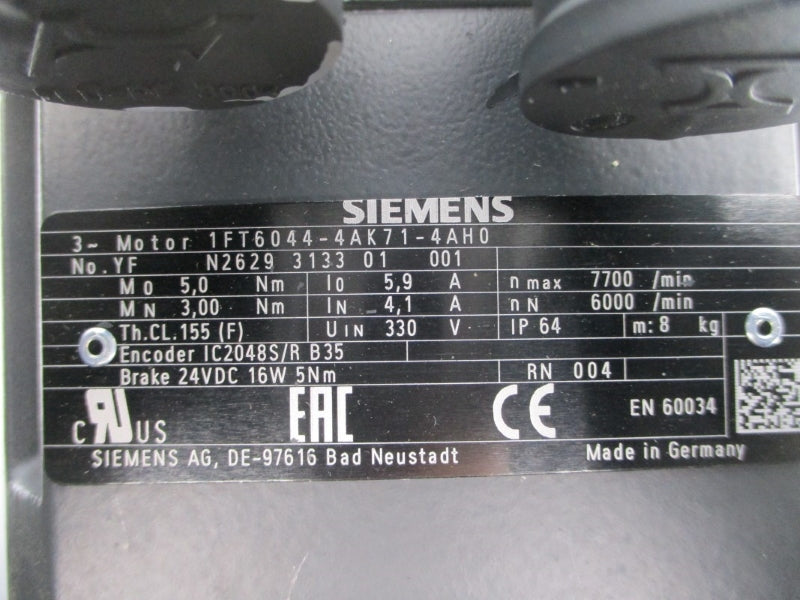 SIEMENS
3~ Motor 1FT6044-4AK71-4AH0
No.YF N2629 3133 01 001
M0 5,0 Nm I0 5,9 A n max 7700 /min
MN 3,00 Nm IN 4,1 A n N 6000 /min
Th.CL.155 (F) UIN 330 V IP 64 m: 8 kg
Encoder IC2048S/R B35
Brake 24VDC 16W 5Nm RN 004
C RU US EAC CE EN 60034
SIEMENS AG, DE-97616 Bad Neustadt Made in Germany